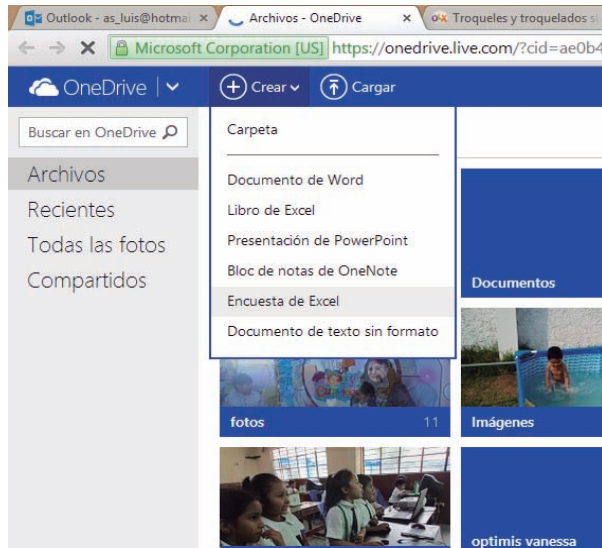 Outlook - as_luis@hotmai
Archivos - OneDrive
Troqueles y troquelados s
Microsoft Corporation [US] https://onedrive.live.com/?cid=ae0b4
OneDrive
Crear
Cargar
Buscar en OneDrive
Archivos
Recientes
Todas las fotos
Compartidos
Carpeta
Documento de Word
Libro de Excel
Presentación de PowerPoint
Bloc de notas de OneNote
Encuesta de Excel
Documento de texto sin formato
Documentos
fotos 11
Imágenes
optimis vanessa